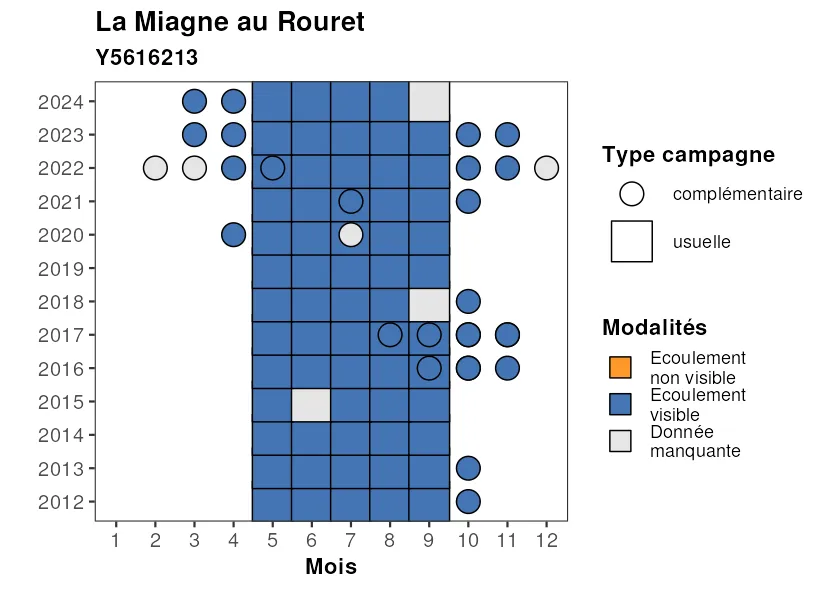 La Miagne au Rouret
Y5616213
2024
2023
2022
2021
2020
2019
2018
2017
2016
2015
2014
2013
2012
1 2 3 4 5 6 7 8 9 10 11 12
Mois
Type campagne
complémentaire
usuelle
Modalités
Ecoulement
non visible
Ecoulement
visible
Donnée
manquante